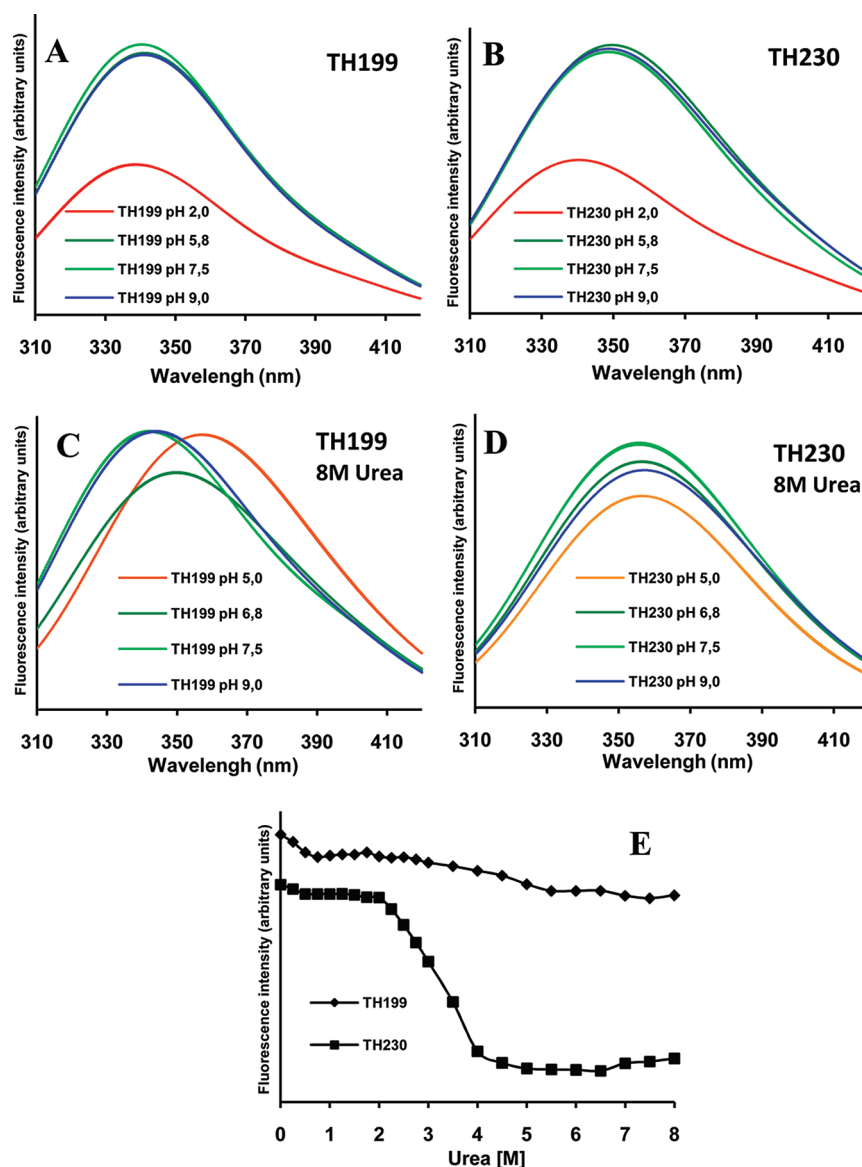 A
TH199
Fluorescence intensity (arbitrary units)
TH199 pH 2,0
TH199 pH 5,8
TH199 pH 7,5
TH199 pH 9,0
310 330 350 370 390 410
Wavelengh (nm)
B
TH230
Fluorescence intensity (arbitrary units)
TH230 pH 2,0
TH230 pH 5,8
TH230 pH 7,5
TH230 pH 9,0
310 330 350 370 390 410
Wavelengh (nm)
C
TH199
8M Urea
Fluorescence intensity (arbitrary units)
TH199 pH 5,0
TH199 pH 6,8
TH199 pH 7,5
TH199 pH 9,0
310 330 350 370 390 410
Wavelengh (nm)
D
TH230
8M Urea
Fluorescence intensity (arbitrary units)
TH230 pH 5,0
TH230 pH 6,8
TH230 pH 7,5
TH230 pH 9,0
310 330 350 370 390 410
Wavelengh (nm)
E
Fluorescence intensity (arbitrary units)
TH199
TH230
0 1 2 3 4 5 6 7 8
Urea [M]